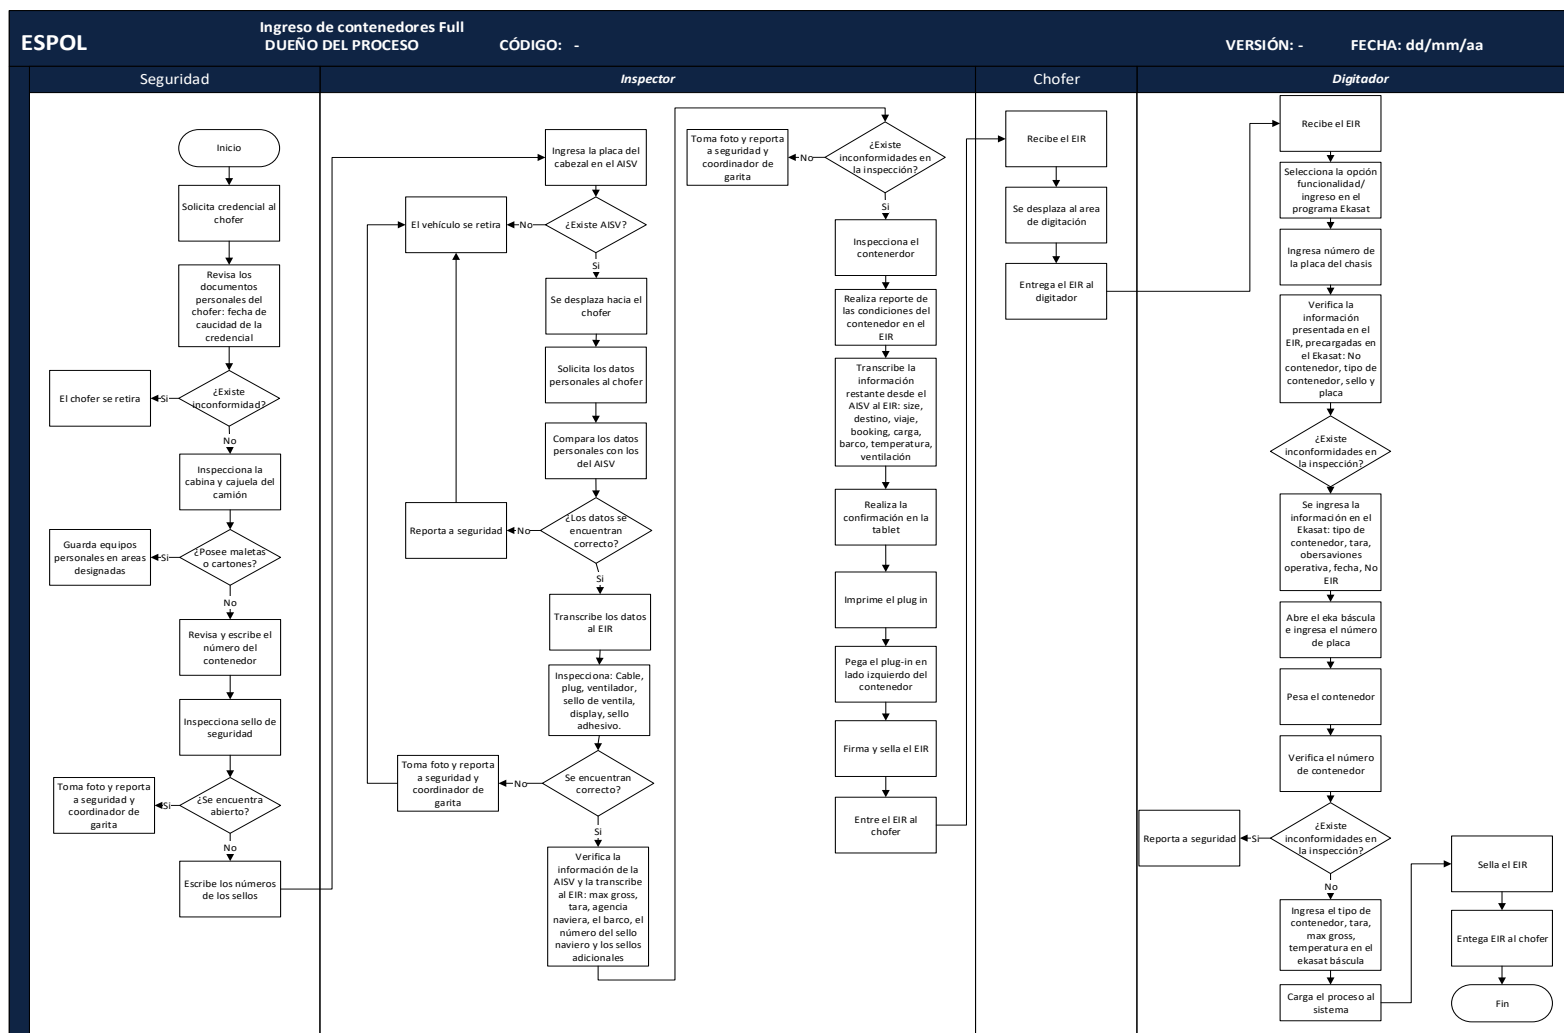 Ingreso de contenedores Full
ESPOL
DUEÑO DEL PROCESO
CÓDIGO: -
VERSIÓN: -
FECHA: dd/mm/aa
Seguridad
Inspector
Chofer
Digitador
Inicio
Solicita credencial al
chofer
Revisa los
documentos
personales del
chofer: fecha de
caucidad de la
credencial
¿Existe
inconformidad?
Si
El chofer se retira
No
Inspecciona la
cabina y cajuela del
camión
¿Posee maletas
o cartones?
Si
Guarda equipos
personales en areas
designadas
No
Revisa y escribe el
número del
contenedor
Inspecciona sello de
seguridad
¿Se encuentra
abierto?
Si
Toma foto y reporta
a seguridad y
coordinador de
garita
No
Escribe los números
de los sellos
Ingresa la placa del
cabezal en el AISV
¿Existe AISV?
No
El vehículo se retira
Si
Se desplaza hacia el
chofer
Solicita los datos
personales al chofer
Compara los datos
personales con los
del AISV
¿Los datos se
encuentran
correcto?
No
Reporta a seguridad
Si
Transcribe los datos
al EIR
Inspecciona: Cable,
plug, ventilador,
sello de ventila,
display, sello
adhesivo.
Se encuentran
correcto?
No
Toma foto y reporta
a seguridad y
coordinador de
garita
Si
Verifica la
información de la
AISV y la transcribe
al EIR: max gross,
tara, agencia
naviera, el barco, el
número del sello
naviero y los sellos
adicionales
¿Existe
inconformidades en
la inspección?
No
Toma foto y reporta
a seguridad y
coordinador de
garita
Si
Inspecciona el
contenerdor
Realiza reporte de
las condiciones del
contenedor en el
EIR
Transcribe la
información
restante desde el
AISV al EIR: size,
destino, viaje,
booking, carga,
barco, temperatura,
ventilación
Realiza la
confirmación en la
tablet
Imprime el plug in
Pega el plug-in en
lado izquierdo del
contenedor
Firma y sella el EIR
Entre el EIR al
chofer
Recibe el EIR
Se desplaza al area
de digitación
Entrega el EIR al
digitador
Recibe el EIR
Selecciona la opción
funcionalidad/
ingreso en el
programa Ekasat
Ingresa número de
la placa del chasis
Verifica la
información
presentada en el
EIR, precargadas en
el Ekasat: No
contenedor, tipo de
contenedor, sello y
placa
¿Existe
inconformidades en
la inspección?
Se ingresa la
información en el
Ekasat: tipo de
contenedor, tara,
obersaviones
operativa, fecha, No
EIR
Abre el eka báscula
e ingresa el número
de placa
Pesa el contenedor
Verifica el número
de contenedor
¿Existe
inconformidades en
la inspección?
Si
Reporta a seguridad
No
Ingresa el tipo de
contenedor, tara,
max gross,
temperatura en el
ekasat báscula
Carga el proceso al
sistema
Sella el EIR
Entega EIR al chofer
Fin